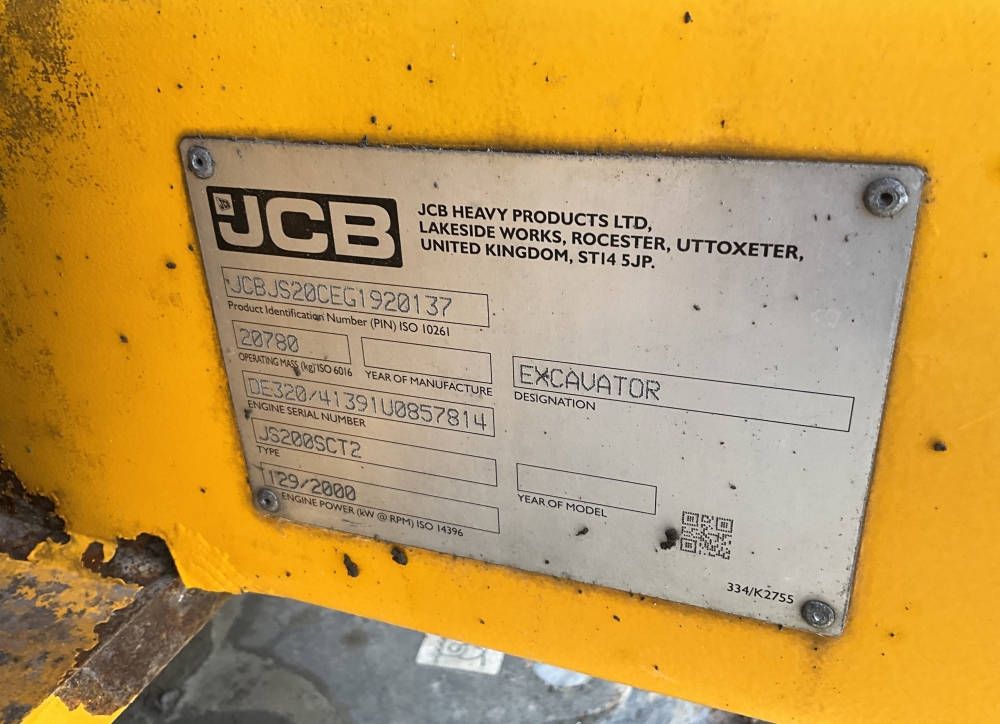 JCB
JCB HEAVY PRODUCTS LTD,
LAKESIDE WORKS, ROCESTER, UTTOXETER,
UNITED KINGDOM, ST14 5JP.
JCBJS20CEG1920137
Product Identification Number (PIN) ISO 10261
20780
OPERATING MASS (kg) ISO 6016
YEAR OF MANUFACTURE
DE320/41391U0857814
ENGINE SERIAL NUMBER
JS200SCT2
TYPE
129/2000
ENGINE POWER (kW @ RPM) ISO 14396
EXCAVATOR
DESIGNATION
YEAR OF MODEL
334/K2755